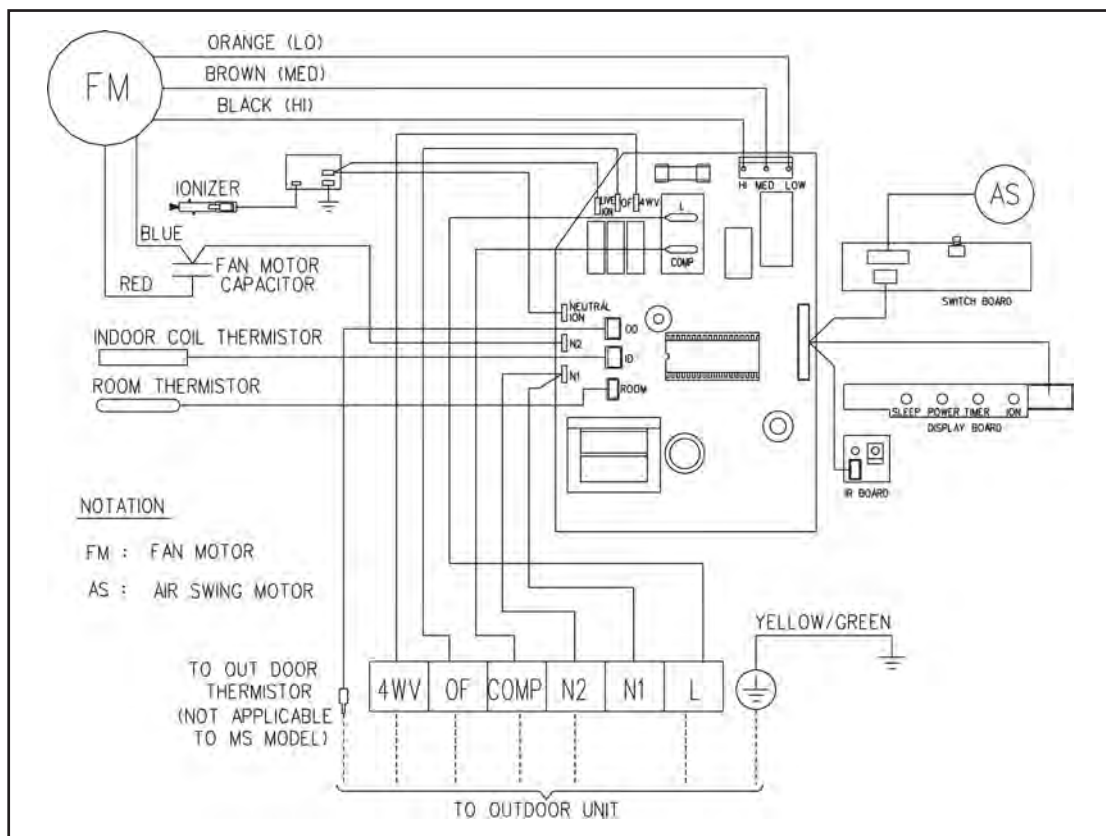 ORANGE (LO)
BROWN (MED)
BLACK (HI)
FM
IONIZER
BLUE
FAN MOTOR
CAPACITOR
RED
INDOOR COIL THERMISTOR
ROOM THERMISTOR
HI MED LOW
LIVE
ION
OF
4WV
L
COMP
NEUTRAL
ION
OD
N2
ID
N1
ROOM
AS
SWITCH BOARD
SLEEP POWER TIMER ION
DISPLAY BOARD
IR BOARD
NOTATION
FM : FAN MOTOR
AS : AIR SWING MOTOR
YELLOW/GREEN
TO OUT DOOR
THERMISTOR
(NOT APPLICABLE
TO MS MODEL)
4WV OF COMP N2 N1 L
TO OUTDOOR UNIT